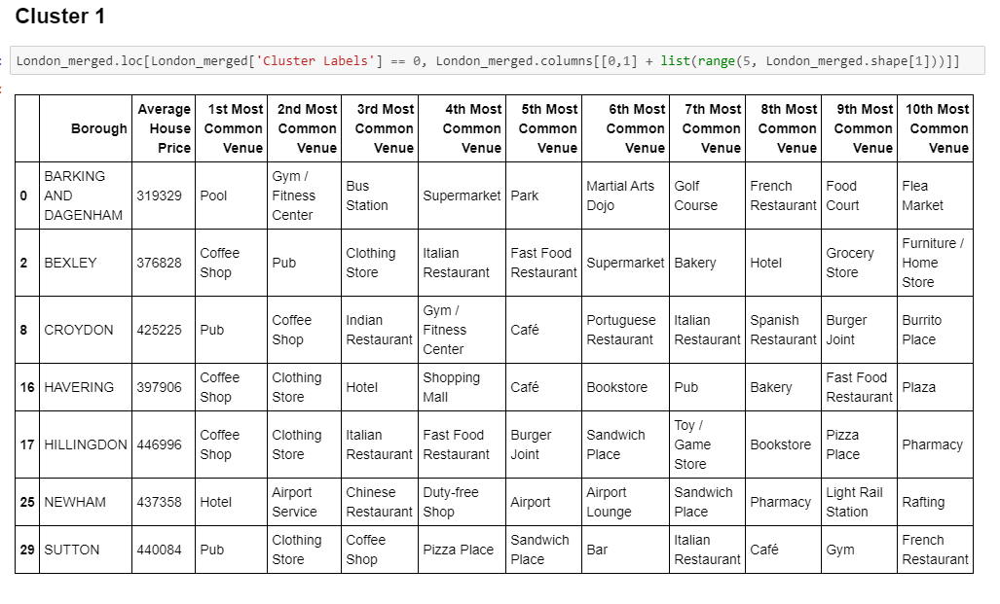 Cluster 1
London_merged.loc[London_merged['Cluster Labels'] == 0, London_merged.columns[[0,1] + list(range(5, London_merged.shape[1]))]]
Borough Average House Price 1st Most Common Venue 2nd Most Common Venue 3rd Most Common Venue 4th Most Common Venue 5th Most Common Venue 6th Most Common Venue 7th Most Common Venue 8th Most Common Venue 9th Most Common Venue 10th Most Common Venue
0 BARKING AND DAGENHAM 319329 Pool Gym / Fitness Center Bus Station Supermarket Park Martial Arts Dojo Golf Course French Restaurant Food Court Flea Market
2 BEXLEY 376828 Coffee Shop Pub Clothing Store Italian Restaurant Fast Food Restaurant Supermarket Bakery Hotel Grocery Store Furniture / Home Store
8 CROYDON 425225 Pub Coffee Shop Indian Restaurant Gym / Fitness Center Café Portuguese Restaurant Italian Restaurant Spanish Restaurant Burger Joint Burrito Place
16 HAVERING 397906 Coffee Shop Clothing Store Hotel Shopping Mall Café Bookstore Pub Bakery Fast Food Restaurant Plaza
17 HILLINGDON 446996 Coffee Shop Clothing Store Italian Restaurant Fast Food Restaurant Burger Joint Sandwich Place Toy / Game Store Bookstore Pizza Place Pharmacy
25 NEWHAM 437358 Hotel Airport Service Chinese Restaurant Duty-free Shop Airport Airport Lounge Sandwich Place Pharmacy Light Rail Station Rafting
29 SUTTON 440084 Pub Clothing Store Coffee Shop Pizza Place Sandwich Place Bar Italian Restaurant Café Gym French Restaurant